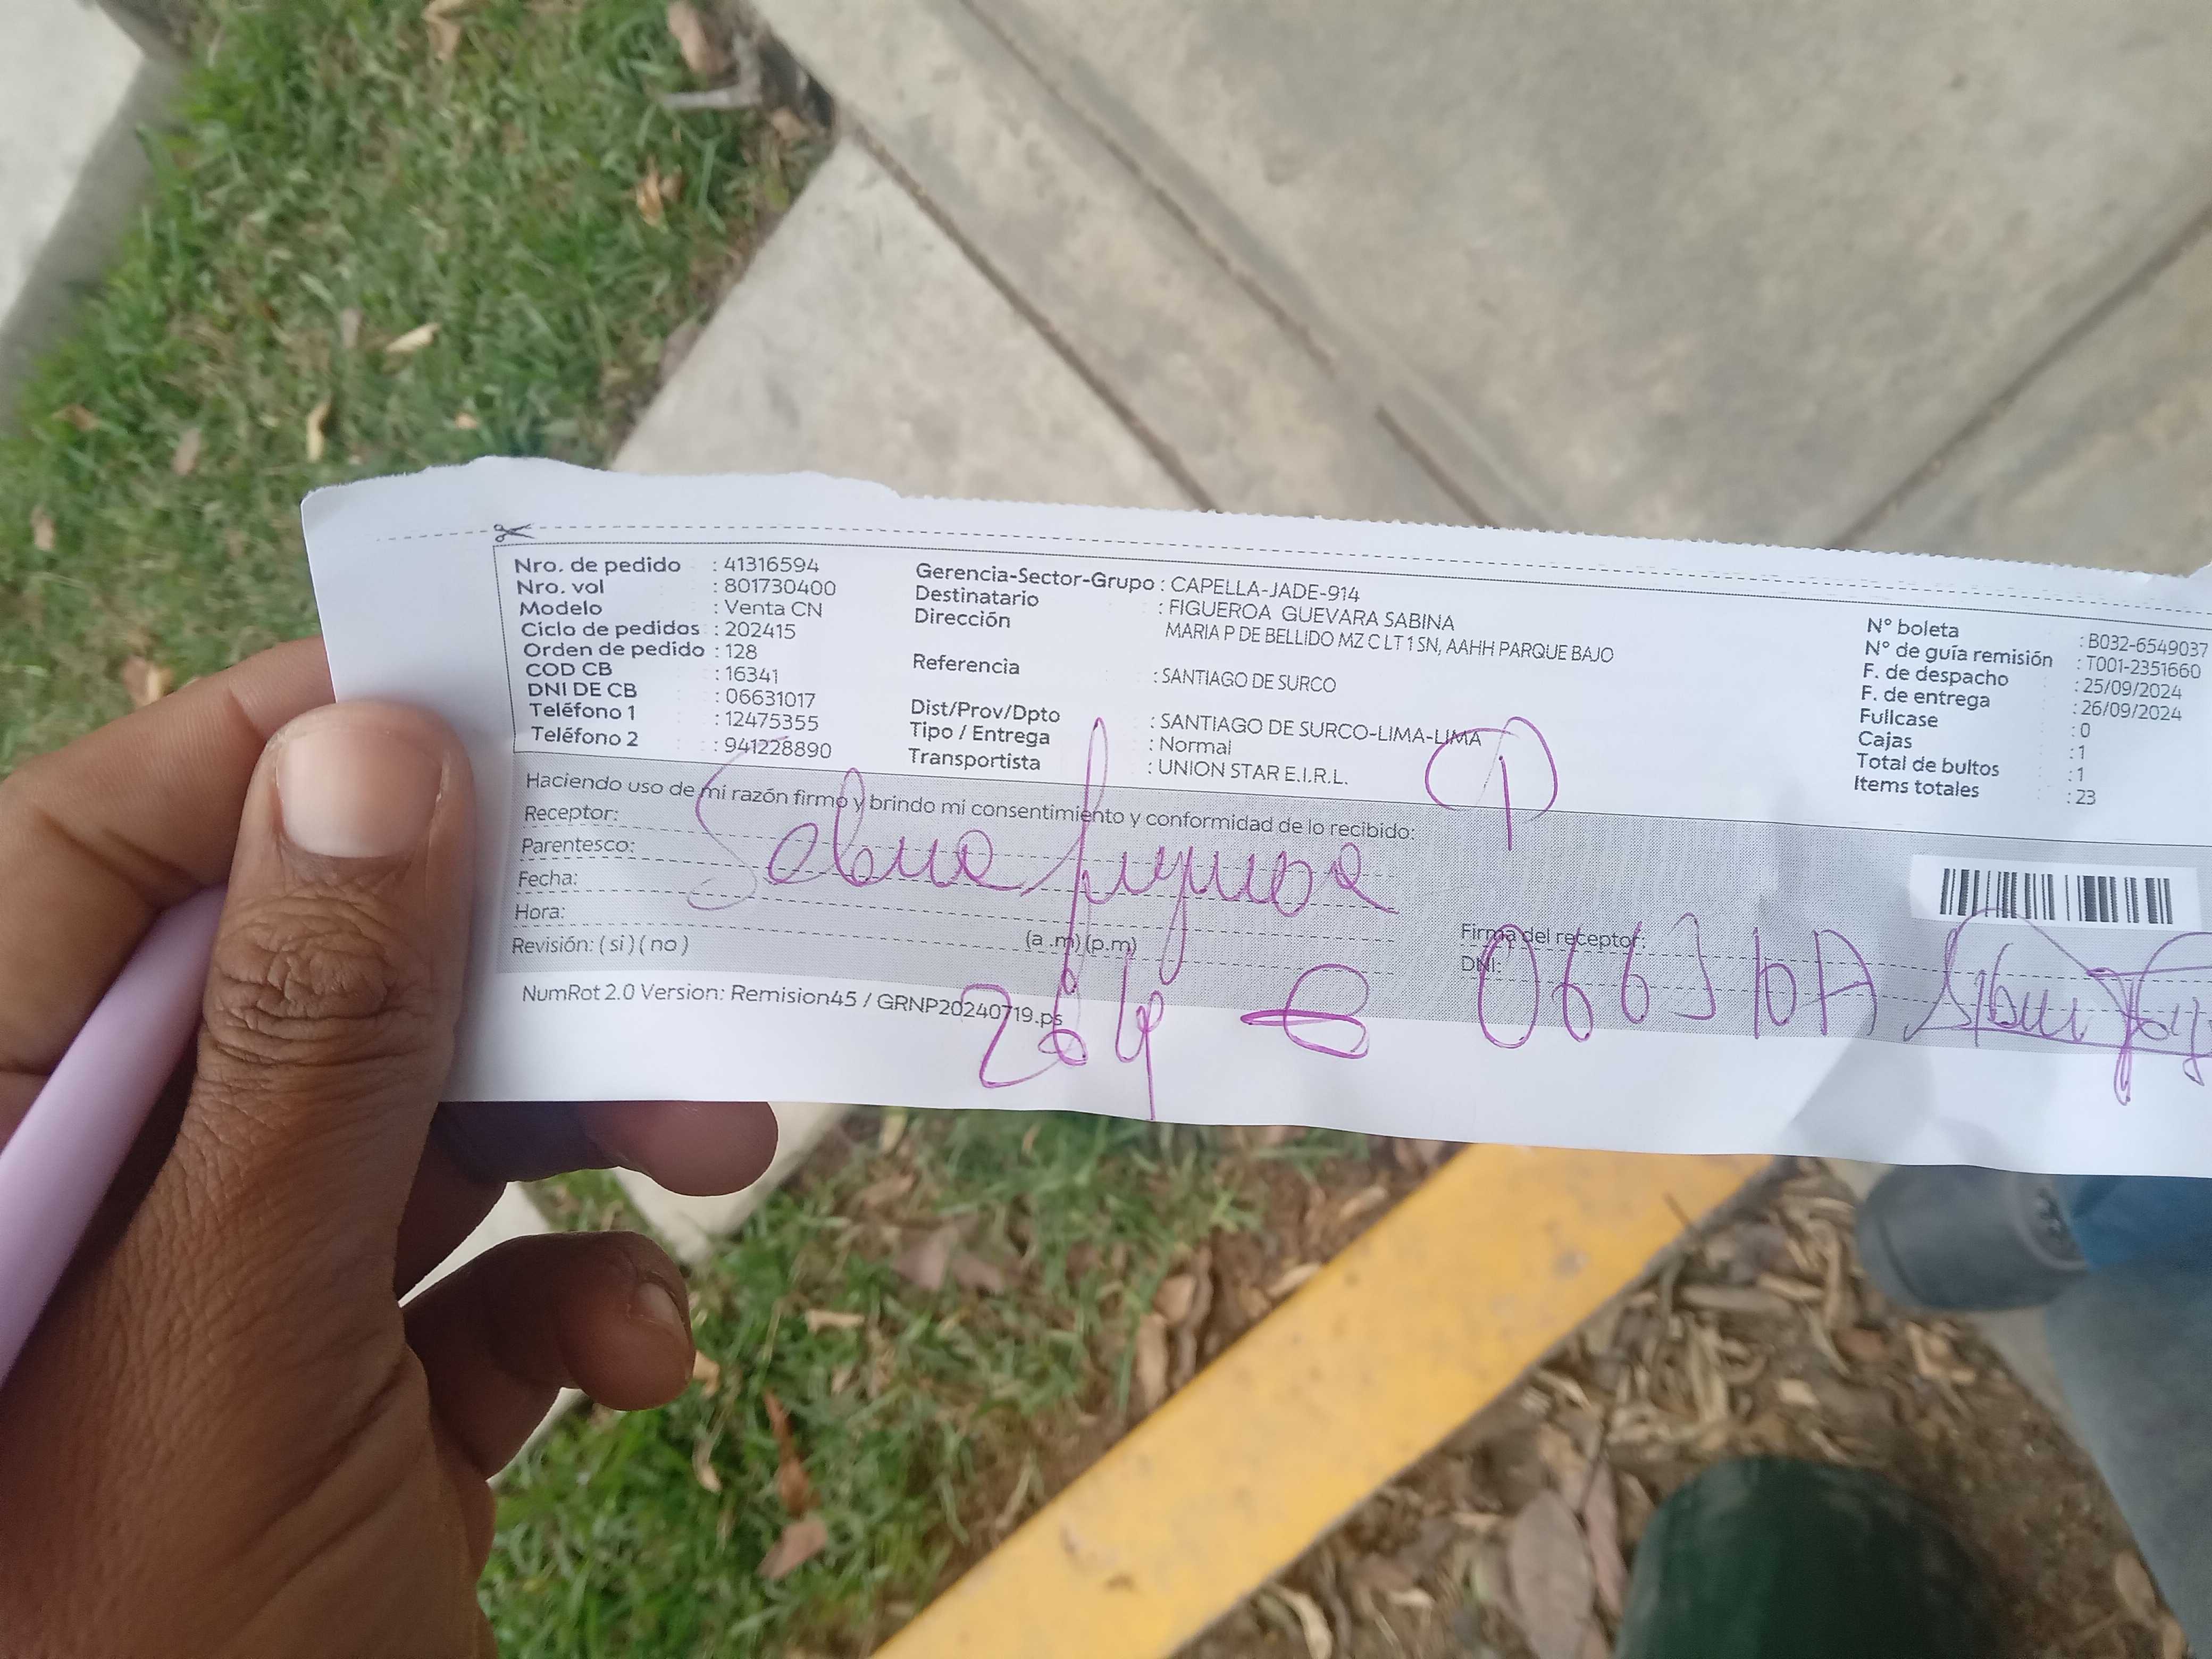 Nro. de pedido : 41316594
Nro. vol : 801730400
Modelo : Venta CN
Ciclo de pedidos : 202415
Orden de pedido : 128
COD CB : 16341
DNI DE CB : 06631017
Teléfono 1 : 12475355
Teléfono 2 : 941228890
Gerencia-Sector-Grupo : CAPELLA-JADE-914
Destinatario : FIGUEROA GUEVARA SABINA
Dirección MARIA P DE BELLIDO MZ C LT 1 SN, AAHH PARQUE BAJO
Referencia : SANTIAGO DE SURCO
Dist/Prov/Dpto : SANTIAGO DE SURCO-LIMA-LIMA
Tipo / Entrega : Normal
Transportista : UNION STAR E.I.R.L.
N° boleta : B032-6549037
N° de guía remisión : T001-2351660
F. de despacho : 25/09/2024
F. de entrega : 26/09/2024
Fullcase : 0
Cajas : 1
Total de bultos : 1
Items totales : 23
Haciendo uso de mi razón firmo y brindo mi consentimiento y conformidad de lo recibido:
Receptor:
Parentesco:
Fecha:
Hora: (a .m) (p.m)
Revisión: ( si ) ( no )
Firma del receptor:
DNI:
NumRot 2.0 Version: Remision45 / GRNP20240719.ps